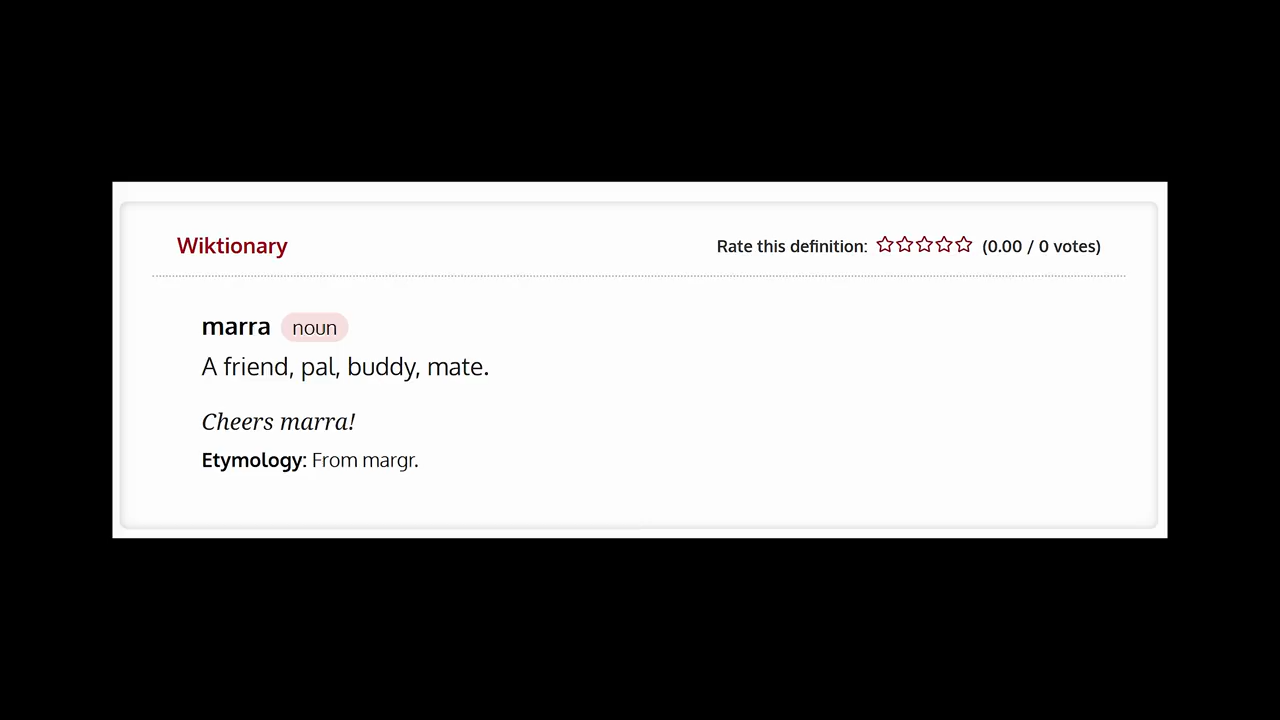 Wiktionary
Rate this definition: (0.00 / 0 votes)
marra noun
A friend, pal, buddy, mate.
Cheers marra!
Etymology: From margr.